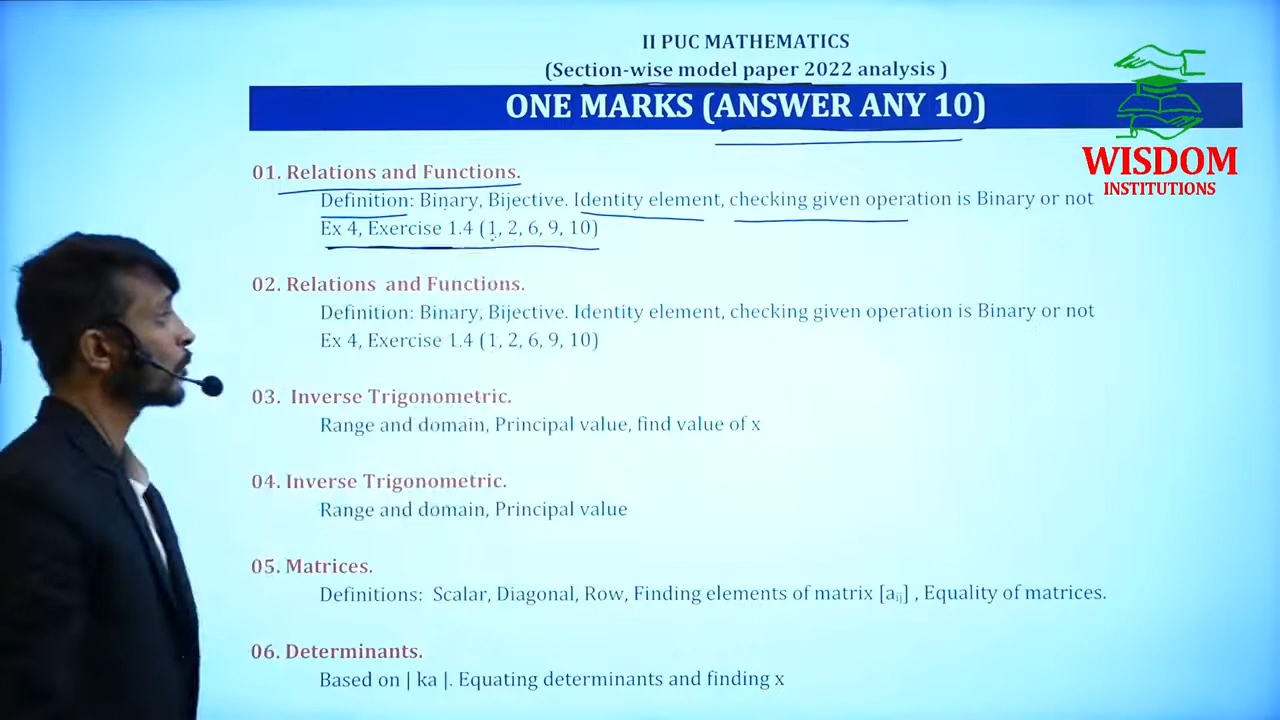 II PUC MATHEMATICS
(Section-wise model paper 2022 analysis )
ONE MARKS (ANSWER ANY 10)
WISDOM
INSTITUTIONS
01. Relations and Functions.
Definition: Binary, Bijective. Identity element, checking given operation is Binary or not
Ex 4, Exercise 1.4 (1, 2, 6, 9, 10)
02. Relations and Functions.
Definition: Binary, Bijective. Identity element, checking given operation is Binary or not
Ex 4, Exercise 1.4 (1, 2, 6, 9, 10)
03. Inverse Trigonometric.
Range and domain, Principal value, find value of x
04. Inverse Trigonometric.
Range and domain, Principal value
05. Matrices.
Definitions: Scalar, Diagonal, Row, Finding elements of matrix [aᵢⱼ] , Equality of matrices.
06. Determinants.
Based on | ka |. Equating determinants and finding x